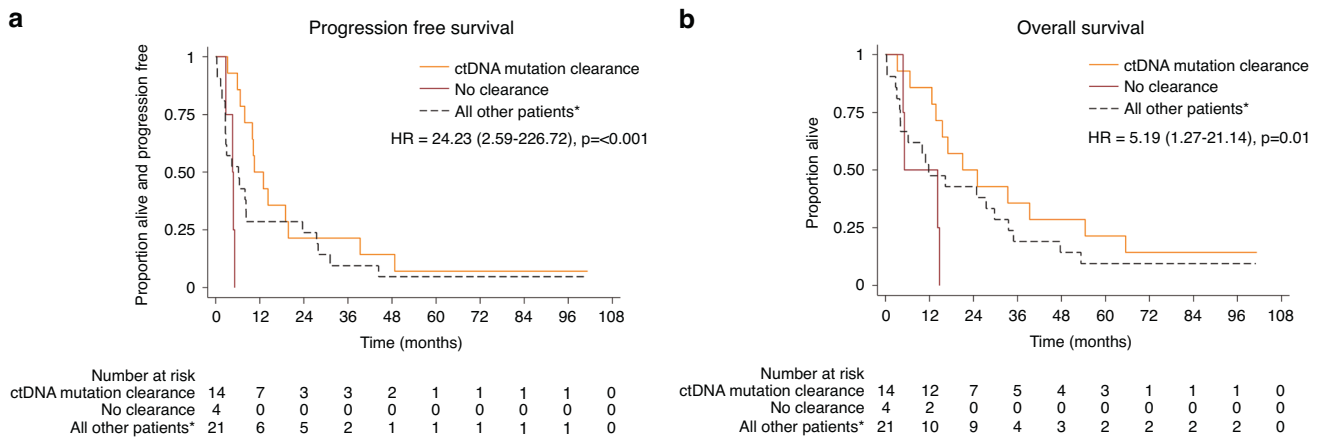 a
Progression free survival
Proportion alive and progression free
1
0.75
0.50
0.25
0
ctDNA mutation clearance
No clearance
All other patients*
HR = 24.23 (2.59-226.72), p=<0.001
0 12 24 36 48 60 72 84 96 108
Time (months)
Number at risk
ctDNA mutation clearance 14 7 3 3 2 1 1 1 1 0
No clearance 4 0 0 0 0 0 0 0 0 0
All other patients* 21 6 5 2 1 1 1 1 1 0
b
Overall survival
Proportion alive
1
0.75
0.50
0.25
0
ctDNA mutation clearance
No clearance
All other patients*
HR = 5.19 (1.27-21.14), p=0.01
0 12 24 36 48 60 72 84 96 108
Time (months)
Number at risk
ctDNA mutation clearance 14 12 7 5 4 3 1 1 1 0
No clearance 4 2 0 0 0 0 0 0 0 0
All other patients* 21 10 9 4 3 2 2 2 2 0